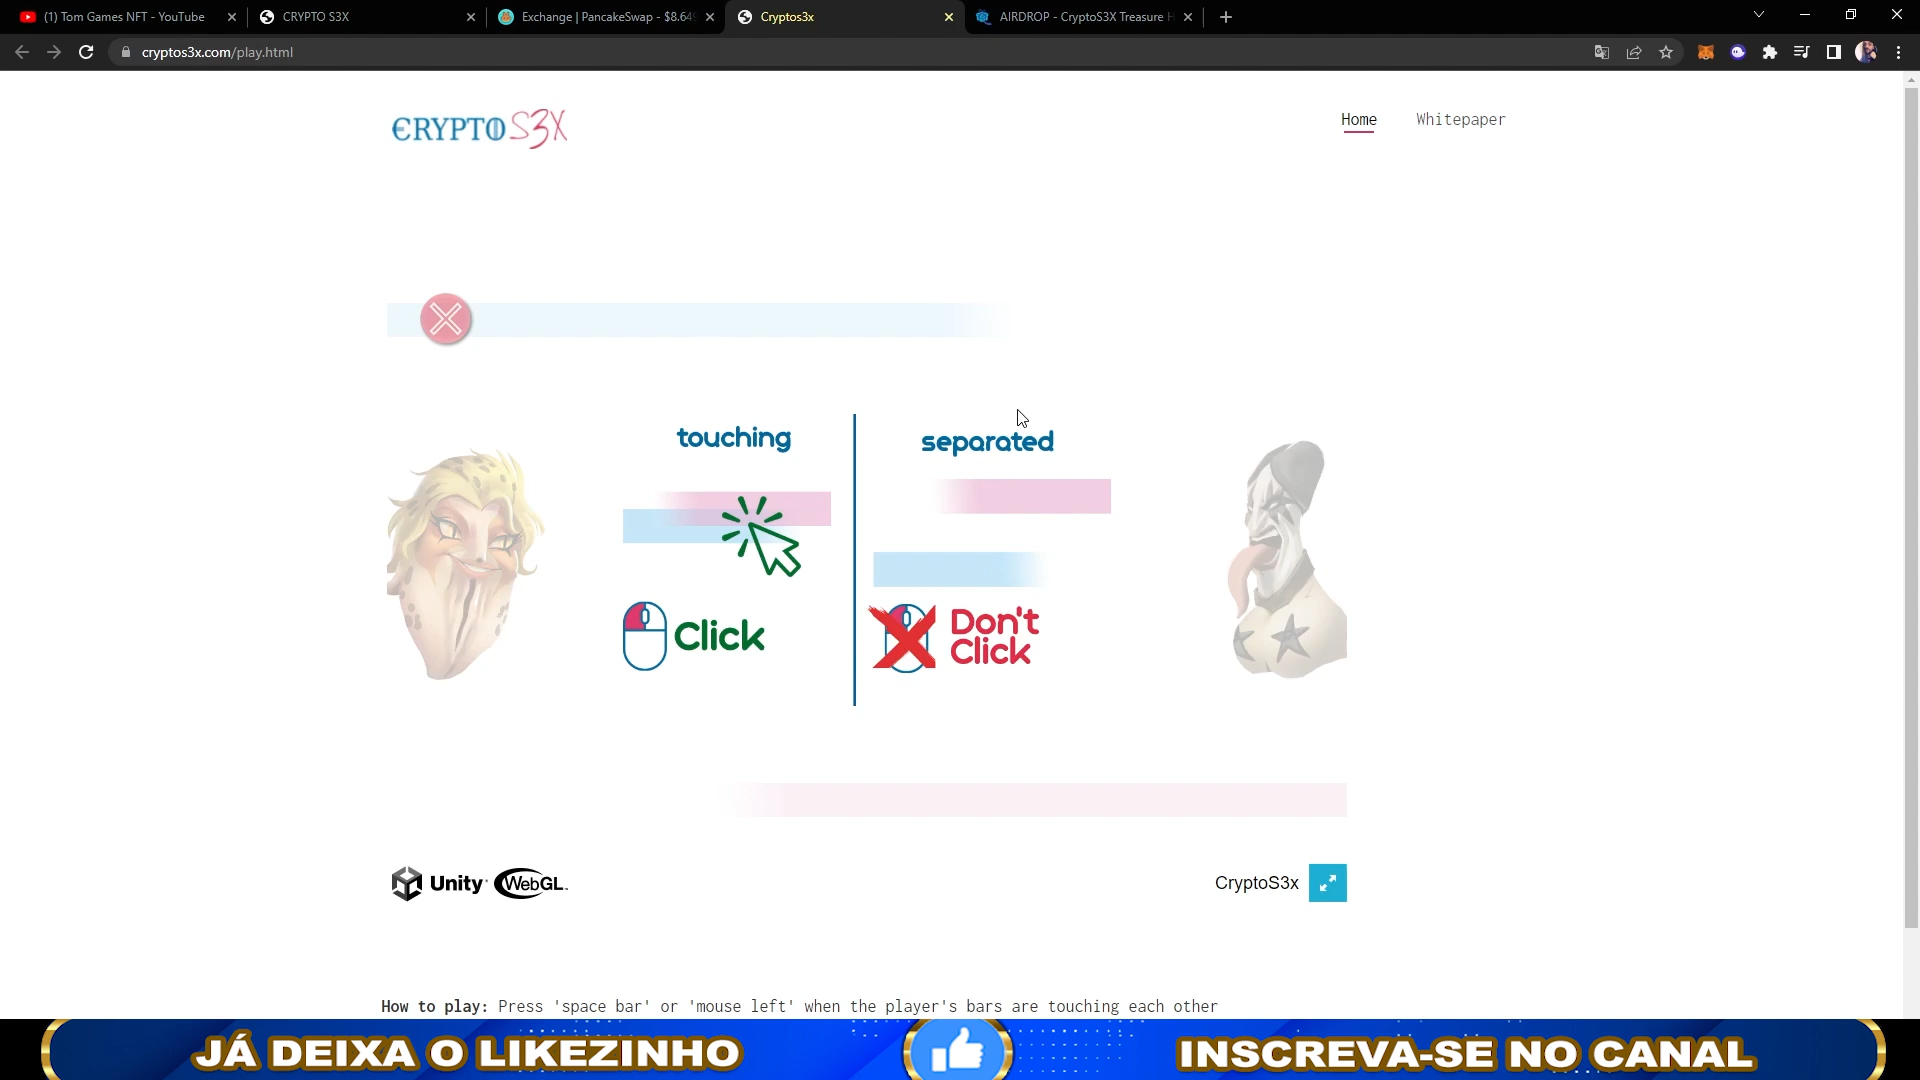 (1) Tom Games NFT - YouTube
CRYPTO S3X
Exchange | PancakeSwap - $8.649
Cryptos3x
AIRDROP - CryptoS3X Treasure H
cryptos3x.com/play.html
CRYPTO S3X
Home
Whitepaper
touching
separated
Click
Don't
Click
Unity
WebGL
CryptoS3x
How to play: Press 'space bar' or 'mouse left' when the player's bars are touching each other
JÁ DEIXA O LIKEZINHO
INSCREVA-SE NO CANAL